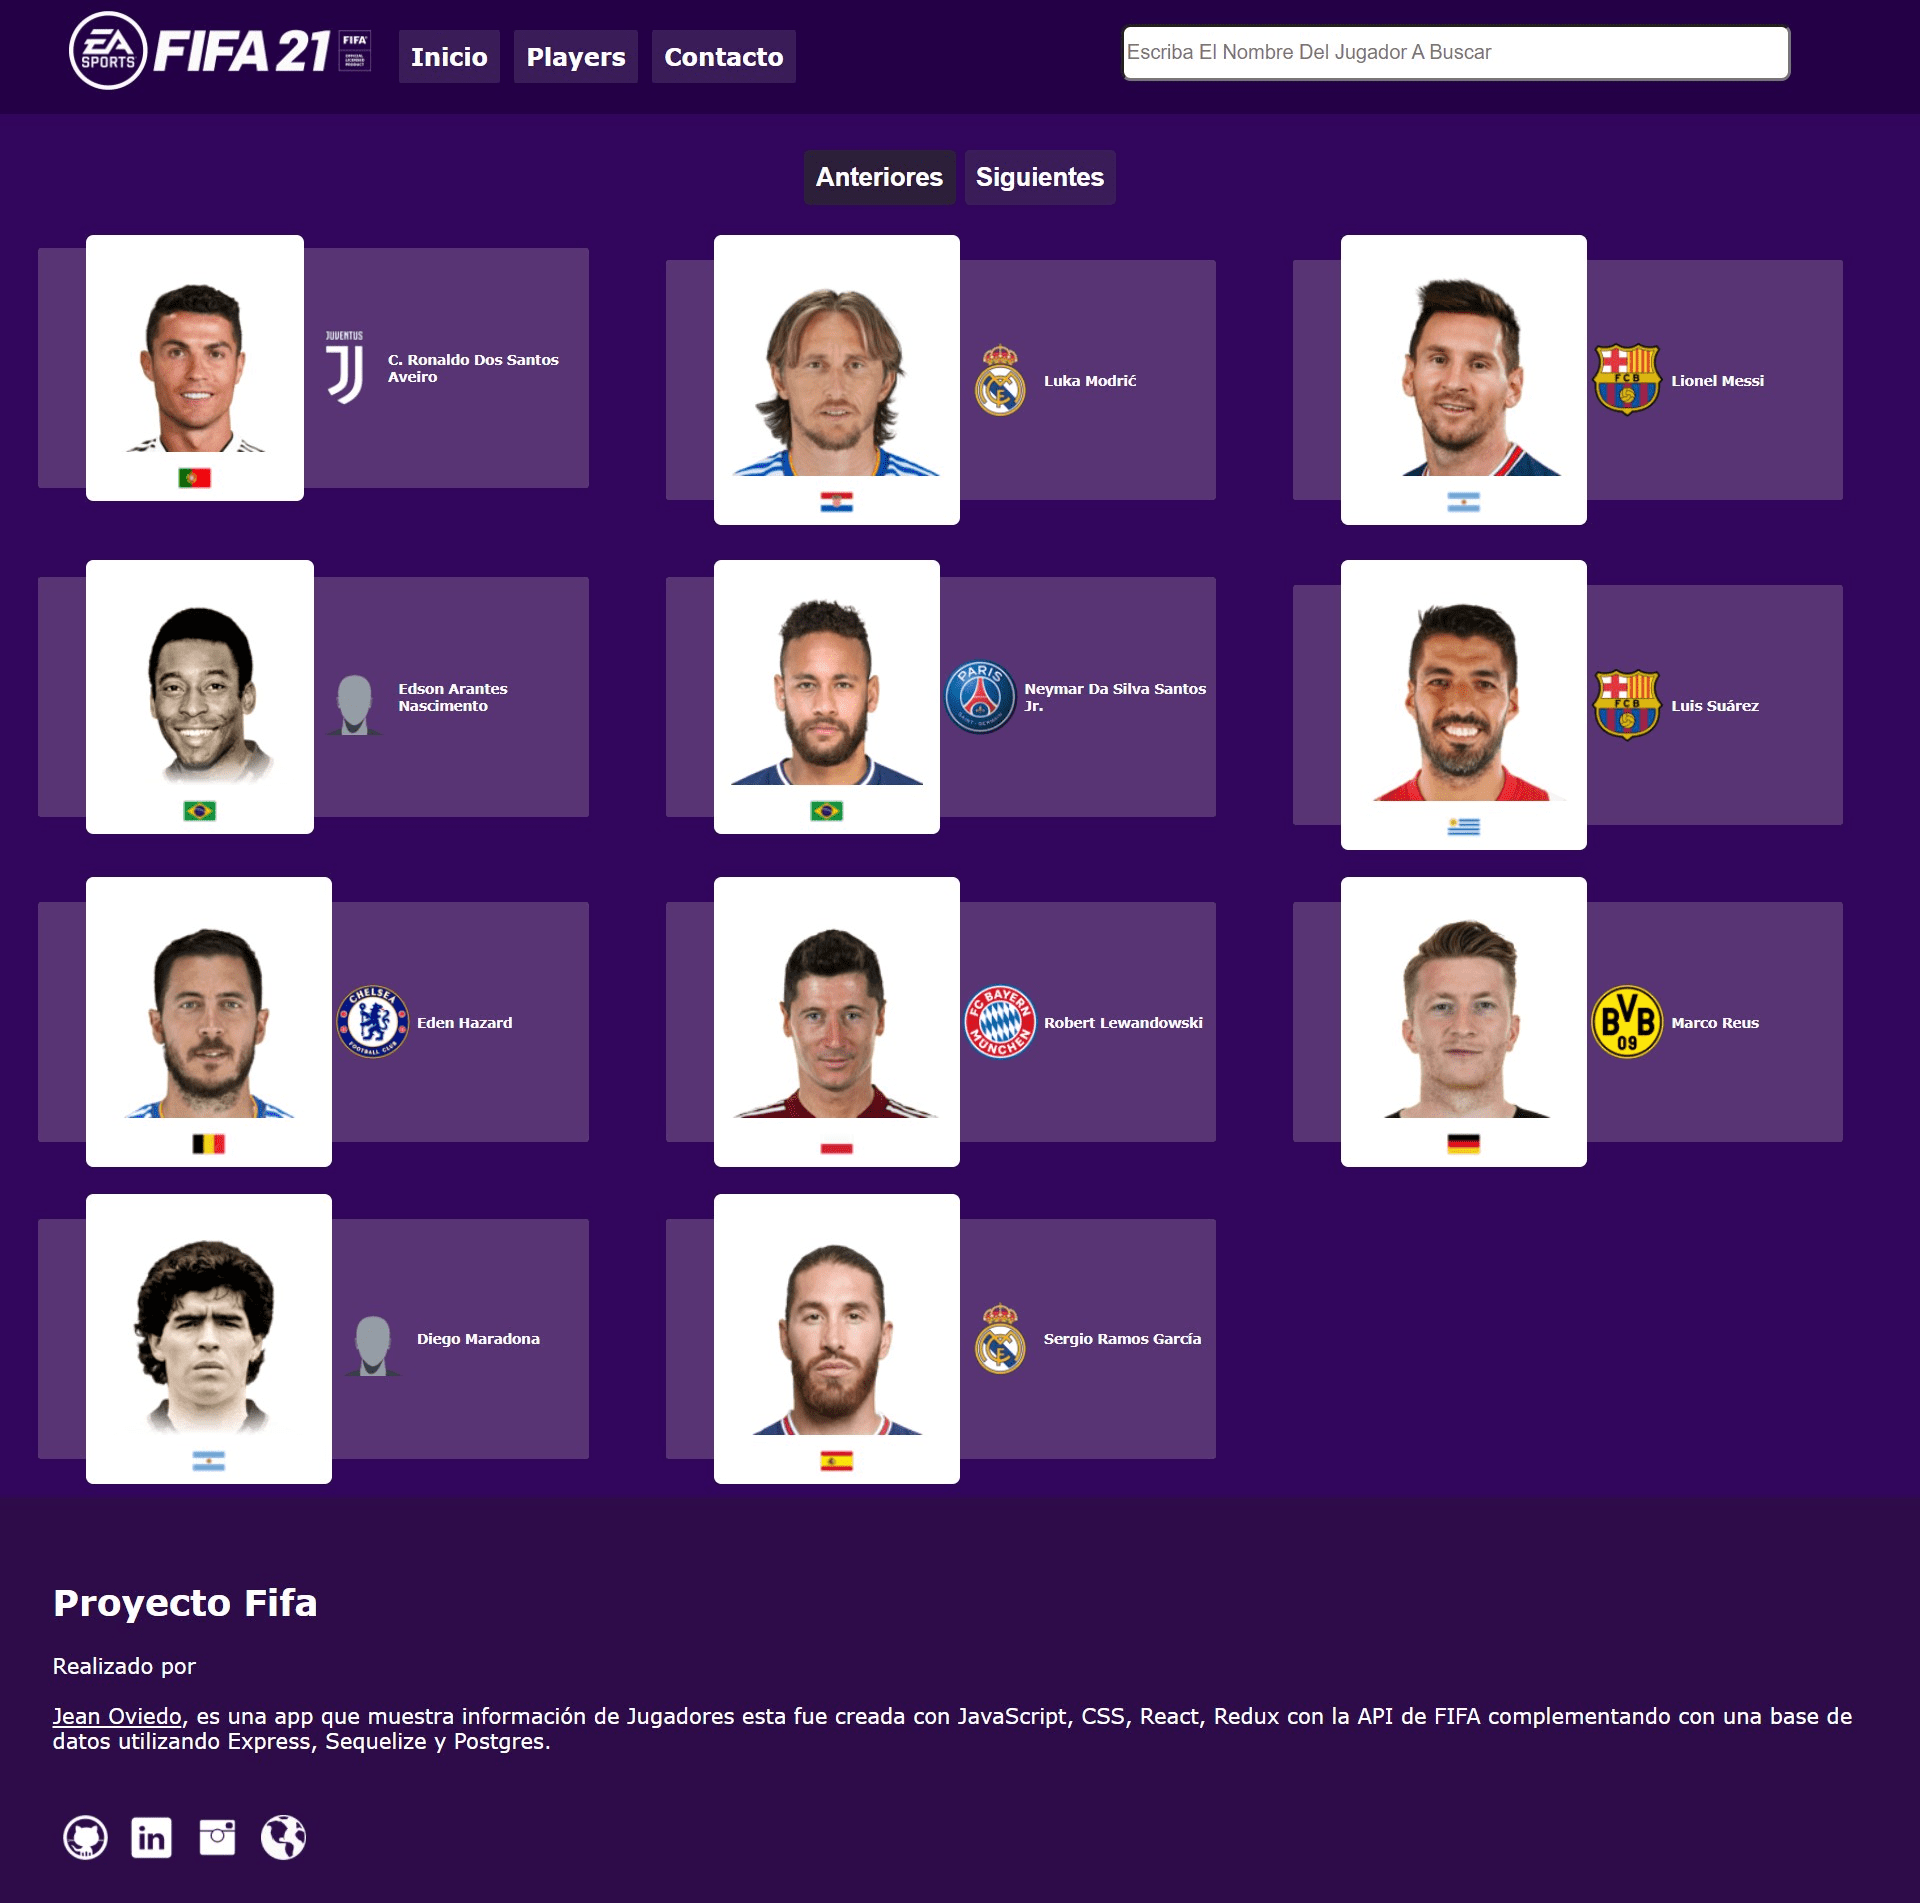 EA
SPORTS
FIFA 21
FIFA
Inicio
Players
Contacto
Escriba El Nombre Del Jugador A Buscar
Anteriores
Siguientes
JUVENTUS
C. Ronaldo Dos Santos
Aveiro
Luka Modrić
FCB
Lionel Messi
Edson Arantes
Nascimento
PARIS
SAINT-GERMAIN
Neymar Da Silva Santos
Jr.
FCB
Luis Suárez
CHELSEA
FOOTBALL CLUB
Eden Hazard
FC BAYERN
MÜNCHEN
Robert Lewandowski
BVB
09
Marco Reus
Diego Maradona
Sergio Ramos García
Proyecto Fifa
Realizado por
Jean Oviedo, es una app que muestra información de Jugadores esta fue creada con JavaScript, CSS, React, Redux con la API de FIFA complementando con una base de
datos utilizando Express, Sequelize y Postgres.
in